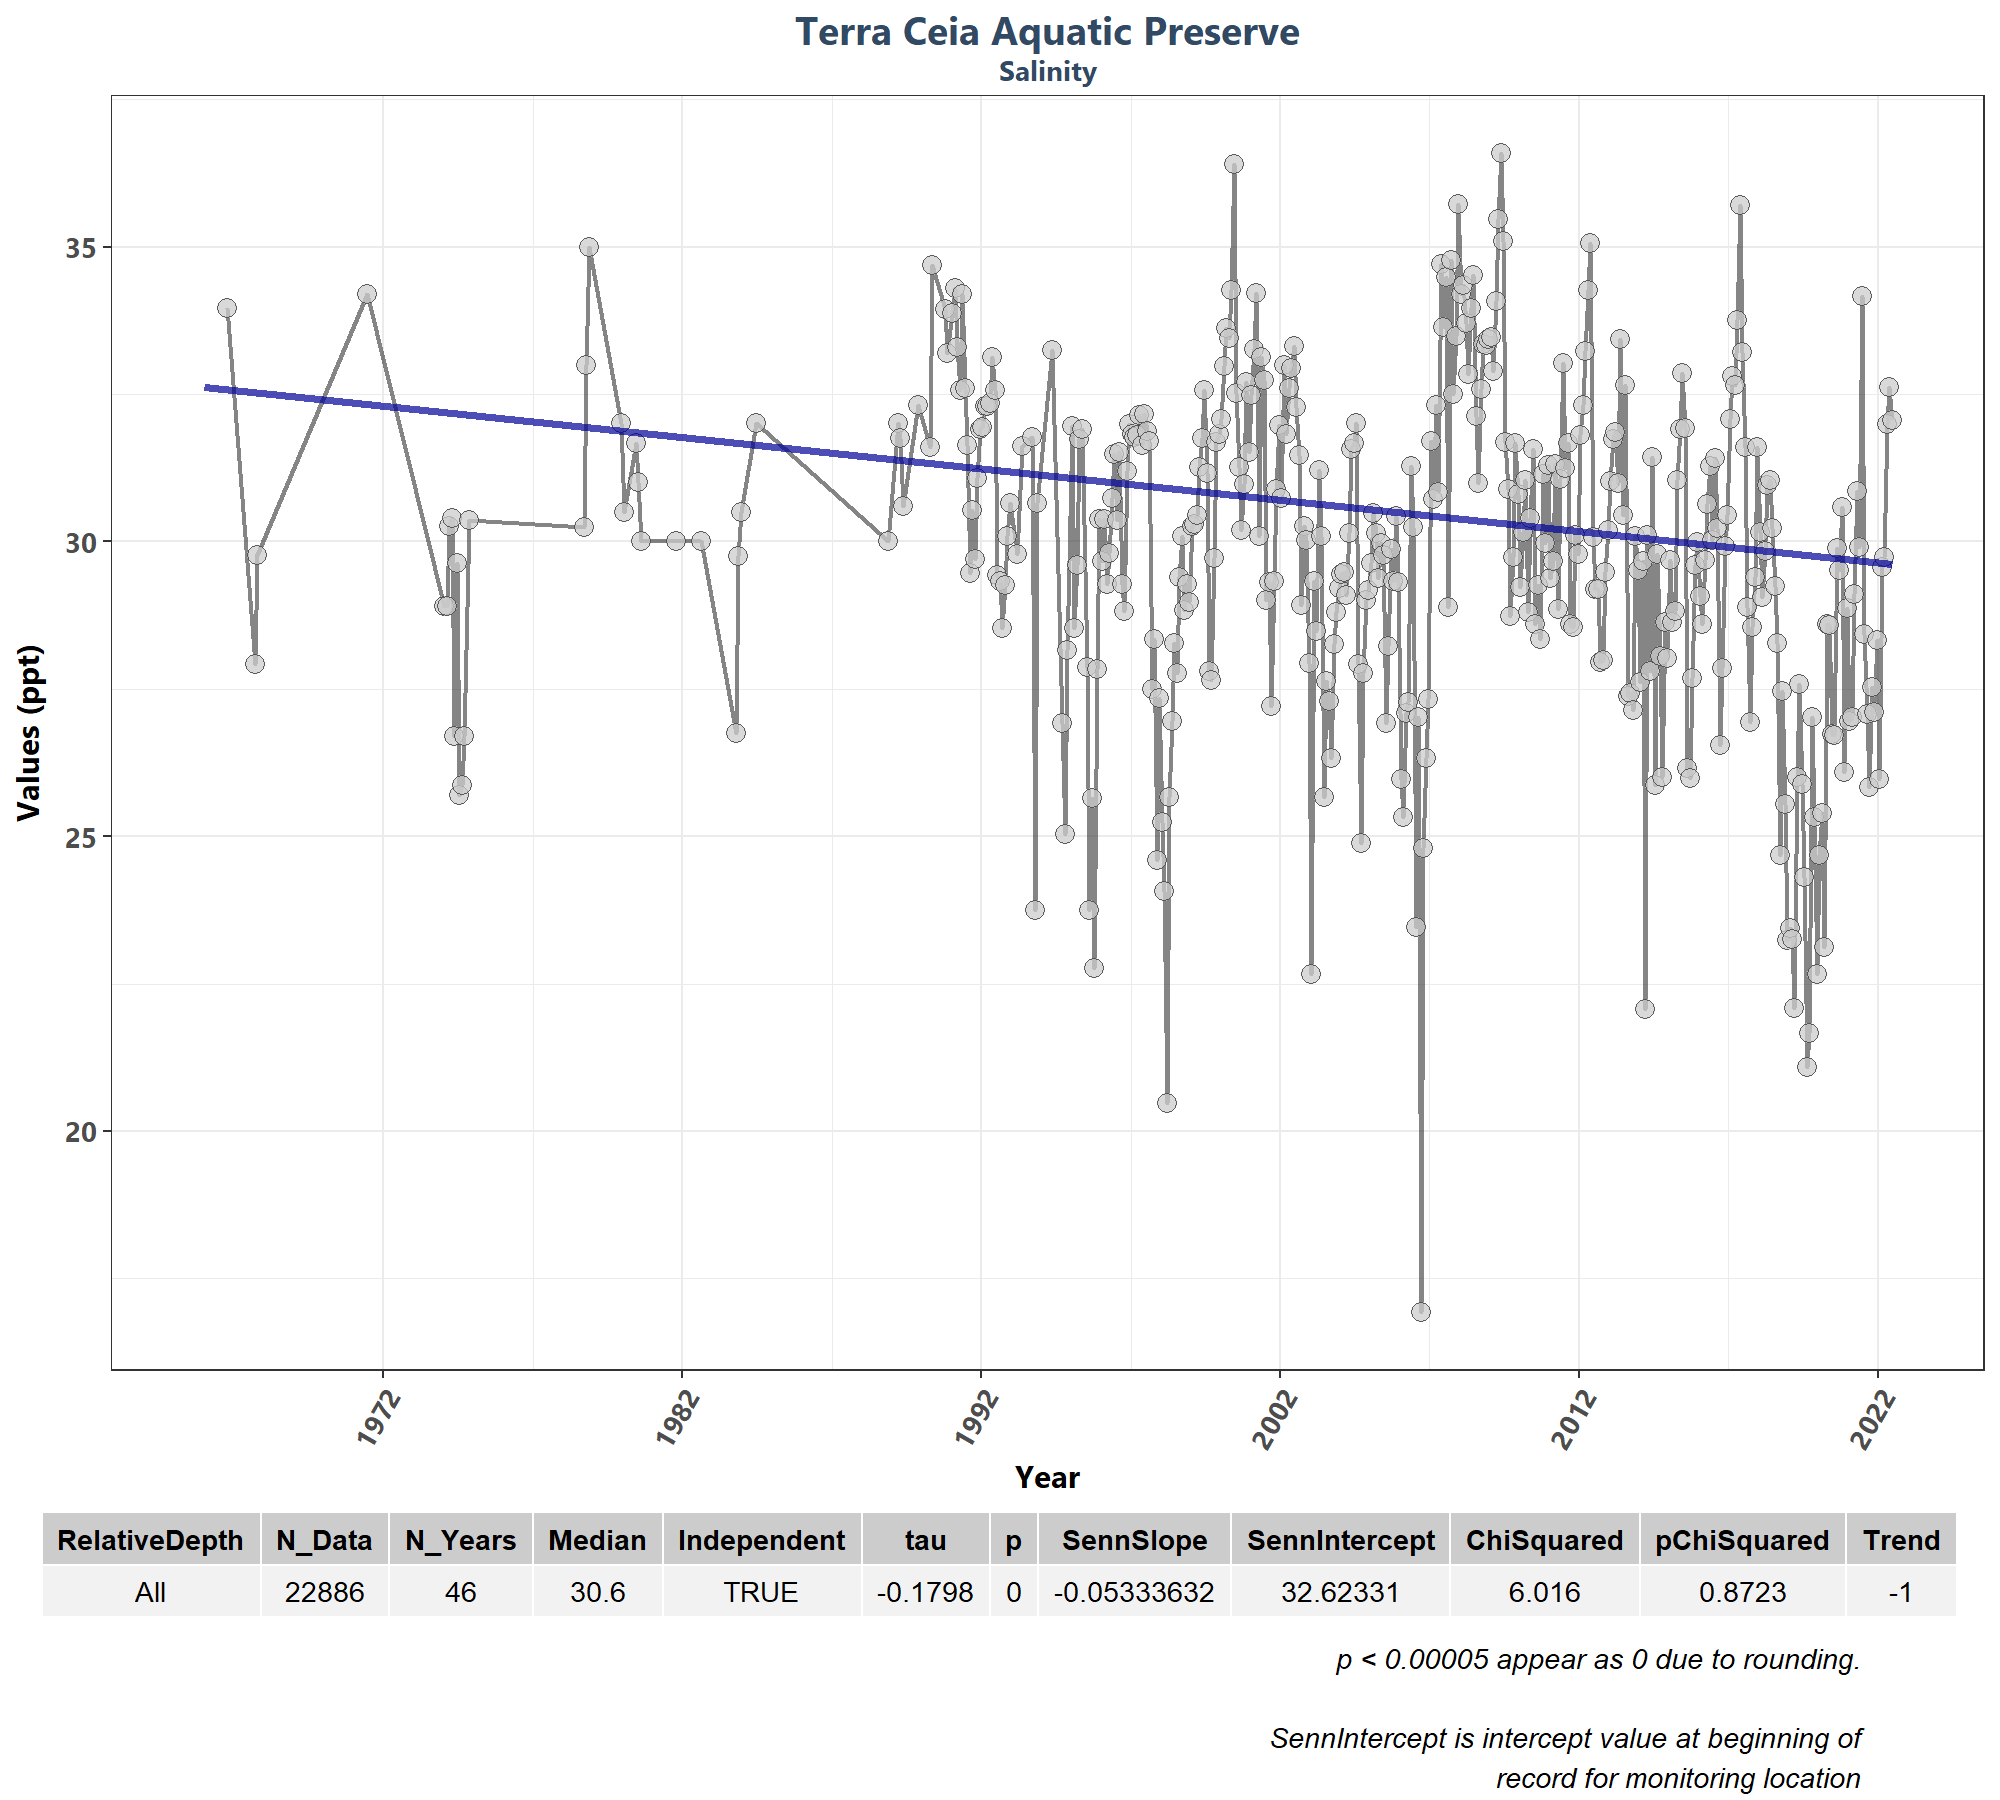 Terra Ceia Aquatic Preserve
Salinity
Values (ppt)
35
30
25
20
1972
1982
1992
2002
2012
2022
Year
RelativeDepth N_Data N_Years Median Independent tau p SennSlope SennIntercept ChiSquared pChiSquared Trend
All 22886 46 30.6 TRUE -0.1798 0 -0.05333632 32.62331 6.016 0.8723 -1
p < 0.00005 appear as 0 due to rounding.
SennIntercept is intercept value at beginning of
record for monitoring location